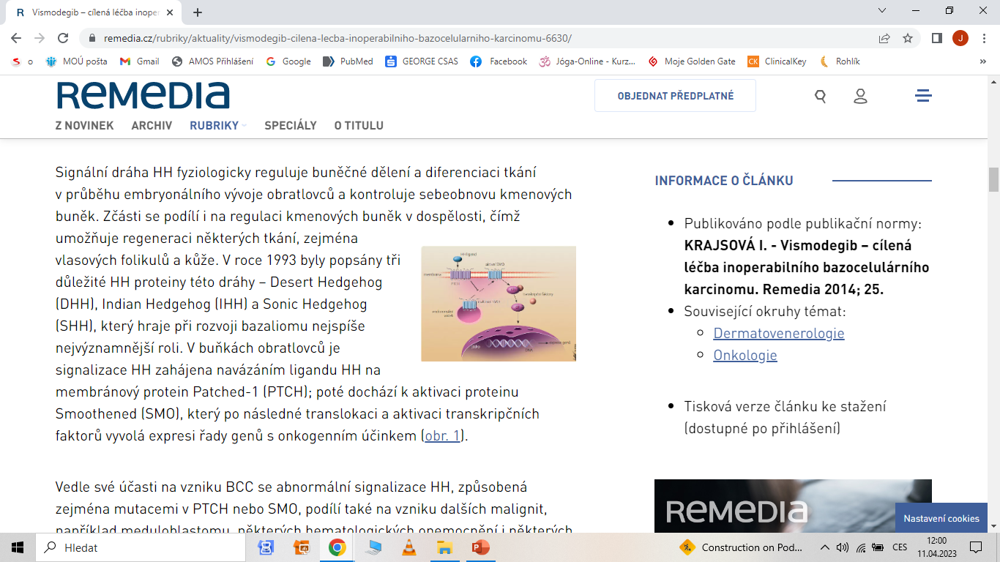 Vismodegib – cílená léčba inoper
remedia.cz/rubriky/aktuality/vismodegib-cilena-lecba-inoperabilniho-bazocelularniho-karcinomu-6630/
J
o
MOÚ pošta
Gmail
AMOS Přihlášení
Google
PubMed
GEORGE CSAS
Facebook
Jóga-Online - Kurz...
Moje Golden Gate
CK ClinicalKey
Rohlík
»
REMEDIA
OBJEDNAT PŘEDPLATNÉ
Z NOVINEK ARCHIV RUBRIKY SPECIÁLY O TITULU
Signální dráha HH fyziologicky reguluje buněčné dělení a diferenciaci tkání
v průběhu embryonálního vývoje obratlovců a kontroluje sebeobnovu kmenových
buněk. Zčásti se podílí i na regulaci kmenových buněk v dospělosti, čímž
umožňuje regeneraci některých tkání, zejména
vlasových folikulů a kůže. V roce 1993 byly popsány tři
důležité HH proteiny této dráhy – Desert Hedgehog
(DHH), Indian Hedgehog (IHH) a Sonic Hedgehog
(SHH), který hraje při rozvoji bazaliomu nejspíše
nejvýznamnější roli. V buňkách obratlovců je
signalizace HH zahájena navázáním ligandu HH na
membránový protein Patched-1 (PTCH); poté dochází k aktivaci proteinu
Smoothened (SMO), který po následné translokaci a aktivaci transkripčních
faktorů vyvolá expresi řady genů s onkogenním účinkem (obr. 1).
Vedle své účasti na vzniku BCC se abnormální signalizace HH, způsobená
zejména mutacemi v PTCH nebo SMO, podílí také na vzniku dalších malignit,
například meduloblastomu, některých hematologických onemocnění i některých
HH ligand
membrána
DNA
INFORMACE O ČLÁNKU
Publikováno podle publikační normy:
KRAJSOVÁ I. - Vismodegib – cílená
léčba inoperabilního bazocelulárního
karcinomu. Remedia 2014; 25.
Související okruhy témat:
Dermatovenerologie
Onkologie
Tisková verze článku ke stažení
(dostupné po přihlášení)
REMEDIA
Nastavení cookies
Hledat
Construction on Pod...
CES
12:00
11.04.2023